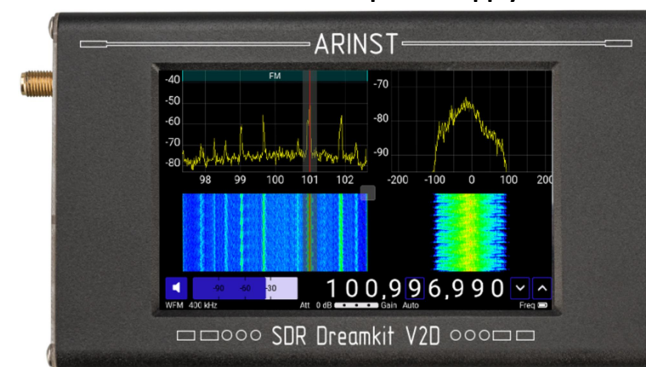 ARINST
FM
-40
-50
-60
-70
-80
98 99 100 101 102
-70
-80
-90
-200 -100 0 100 200
-90 -60 -30
100,996,990
WFM 400 kHz Att 0 dB Gain Auto Freq
SDR Dreamkit V2D